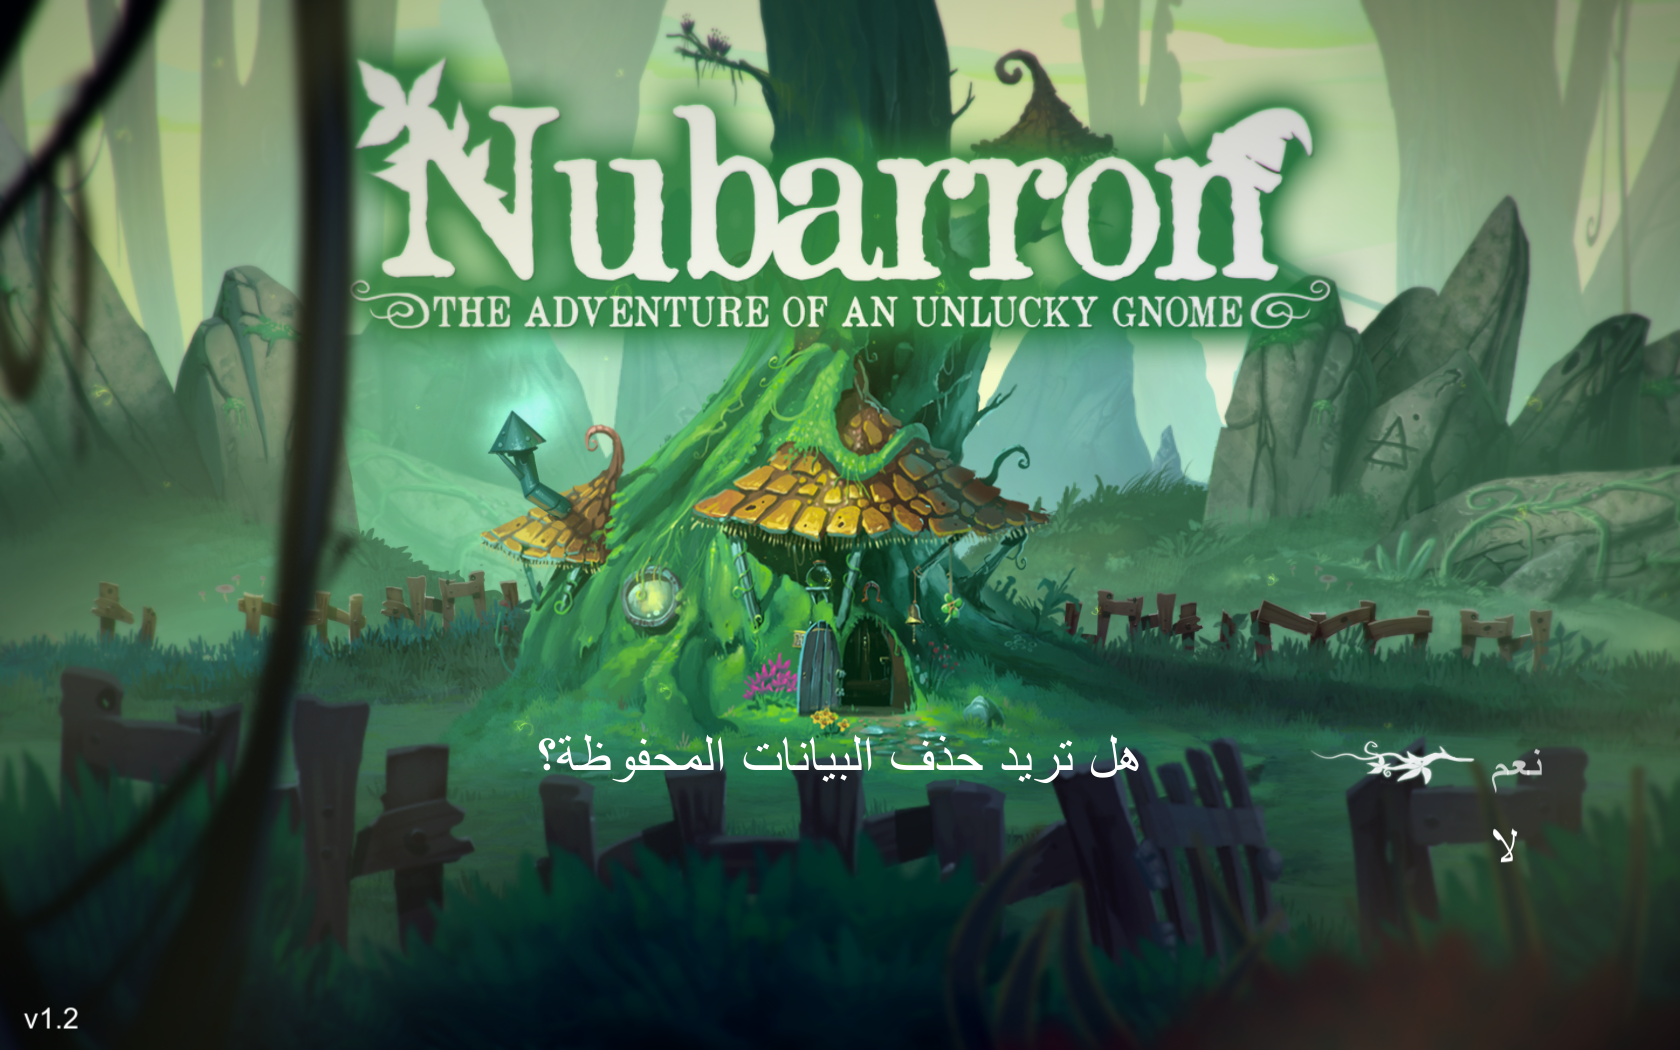 Nubarron
THE ADVENTURE OF AN UNLUCKY GNOME
هل تريد حذف البيانات المحفوظة؟
نعم
لا
v1.2